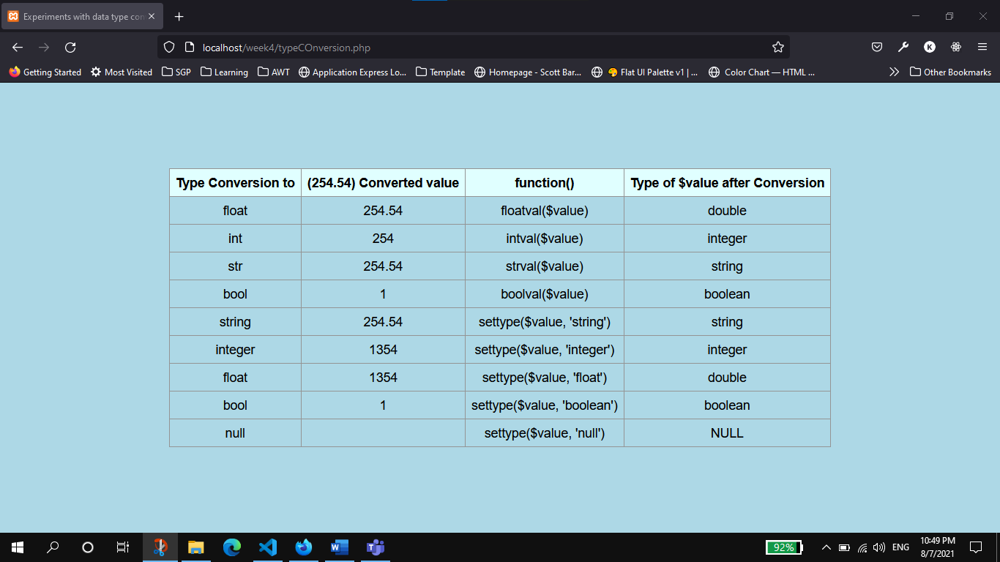 Experiments with data type con
localhost/week4/typeCOnversion.php
K
Getting Started Most Visited SGP Learning AWT Application Express Lo... Template Homepage - Scott Bar... Flat UI Palette v1 | ... Color Chart — HTML ... Other Bookmarks
Type Conversion to (254.54) Converted value function() Type of $value after Conversion
float 254.54 floatval($value) double
int 254 intval($value) integer
str 254.54 strval($value) string
bool 1 boolval($value) boolean
string 254.54 settype($value, 'string') string
integer 1354 settype($value, 'integer') integer
float 1354 settype($value, 'float') double
bool 1 settype($value, 'boolean') boolean
null settype($value, 'null') NULL
92% ENG 10:49 PM
8/7/2021